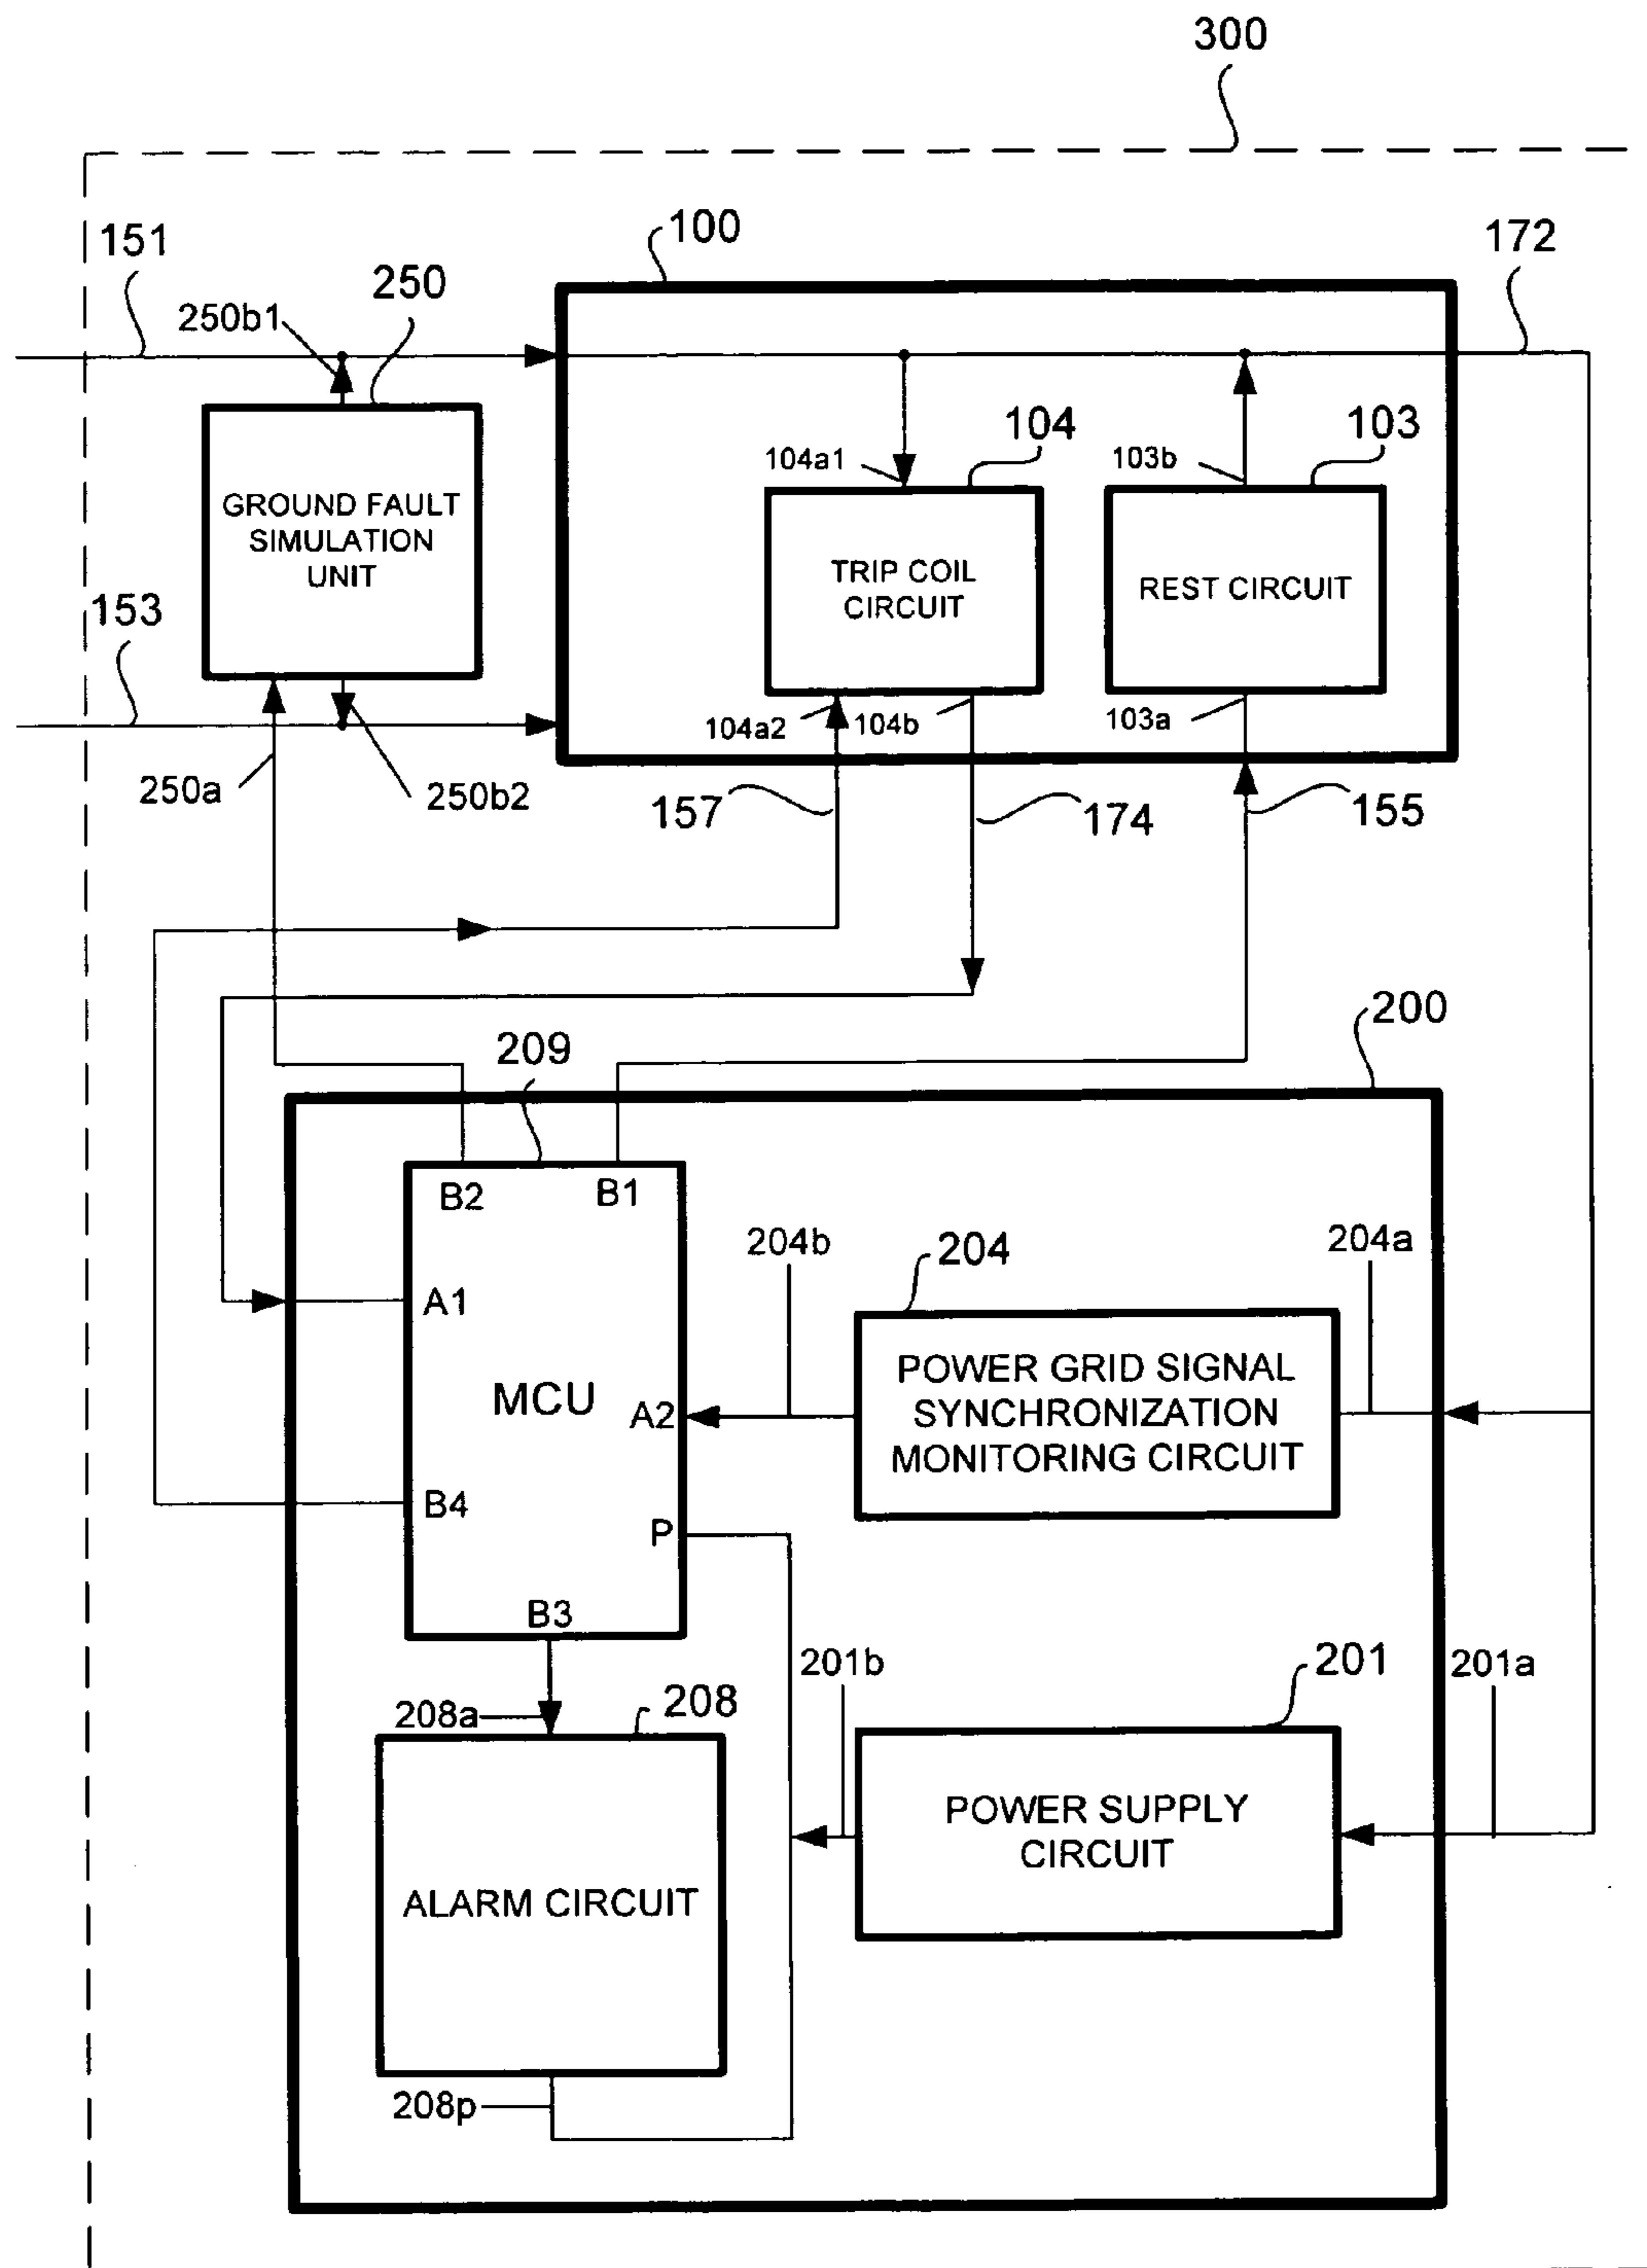 300
151
100
172
250
250b1
104
103
104a1
103b
GROUND FAULT
SIMULATION
UNIT
TRIP COIL
CIRCUIT
REST CIRCUIT
153
104a2
104b
103a
250a
250b2
157
174
155
200
209
B2
B1
204b
204
204a
A1
MCU
A2
POWER GRID SIGNAL
SYNCHRONIZATION
MONITORING CIRCUIT
B4
P
B3
201b
201
201a
208a
208
POWER SUPPLY
CIRCUIT
ALARM CIRCUIT
208p